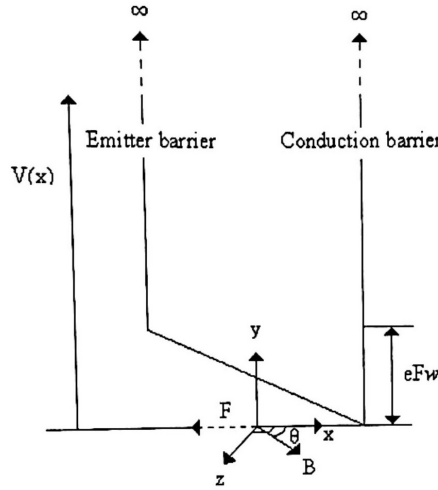 ∞ ∞
Emitter barrier Conduction barrier
V(x)
y
eFw
F
x
θ
z B